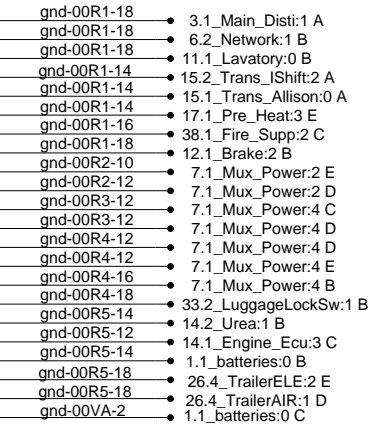 gnd-00R1-18 3.1_Main_Disti:1 A
gnd-00R1-18 6.2_Network:1 B
gnd-00R1-18 11.1_Lavatory:0 B
gnd-00R1-14 15.2_Trans_IShift:2 A
gnd-00R1-14 15.1_Trans_Allison:0 A
gnd-00R1-14 17.1_Pre_Heat:3 E
gnd-00R1-16 38.1_Fire_Supp:2 C
gnd-00R1-18 12.1_Brake:2 B
gnd-00R2-10 7.1_Mux_Power:2 E
gnd-00R2-12 7.1_Mux_Power:2 D
gnd-00R3-12 7.1_Mux_Power:4 C
gnd-00R3-12 7.1_Mux_Power:4 D
gnd-00R4-12 7.1_Mux_Power:4 D
gnd-00R4-12 7.1_Mux_Power:4 E
gnd-00R4-16 7.1_Mux_Power:4 B
gnd-00R4-18 33.2_LuggageLockSw:1 B
gnd-00R5-14 14.2_Urea:1 B
gnd-00R5-12 14.1_Engine_Ecu:3 C
gnd-00R5-14 1.1_batteries:0 B
gnd-00R5-18 26.4_TrailerELE:2 E
gnd-00R5-18 26.4_TrailerAIR:1 D
gnd-00VA-2 1.1_batteries:0 C